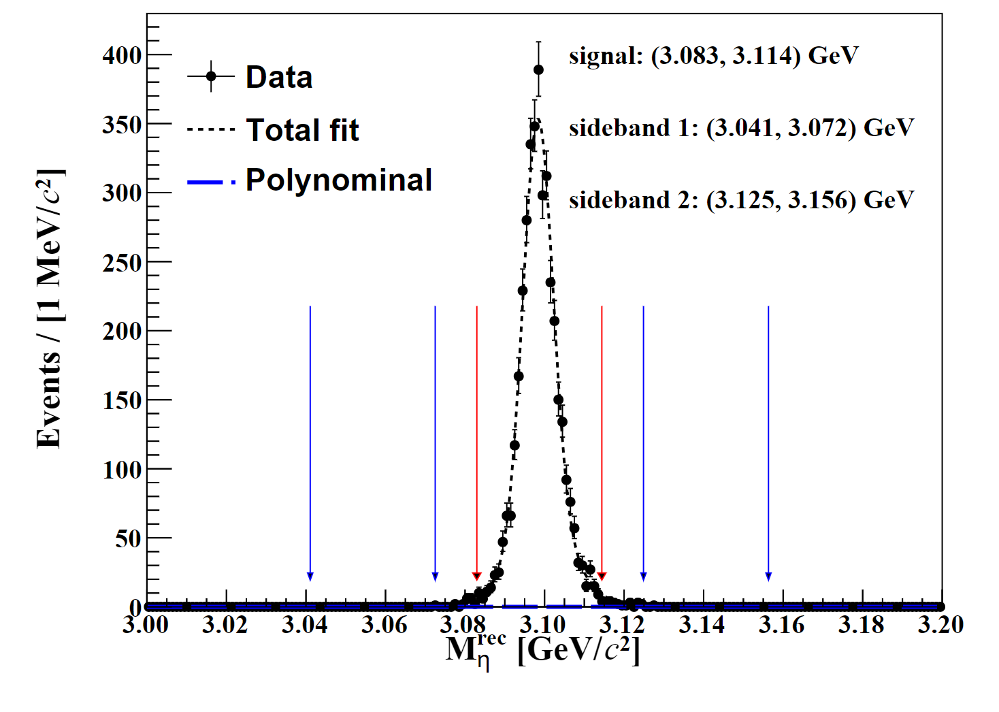 400
350
300
250
200
150
100
50
0
Events / [1 MeV/c²]
Data
Total fit
Polynominal
signal: (3.083, 3.114) GeV
sideband 1: (3.041, 3.072) GeV
sideband 2: (3.125, 3.156) GeV
3.00 3.02 3.04 3.06 3.08 3.10 3.12 3.14 3.16 3.18 3.20
M_η^rec [GeV/c²]